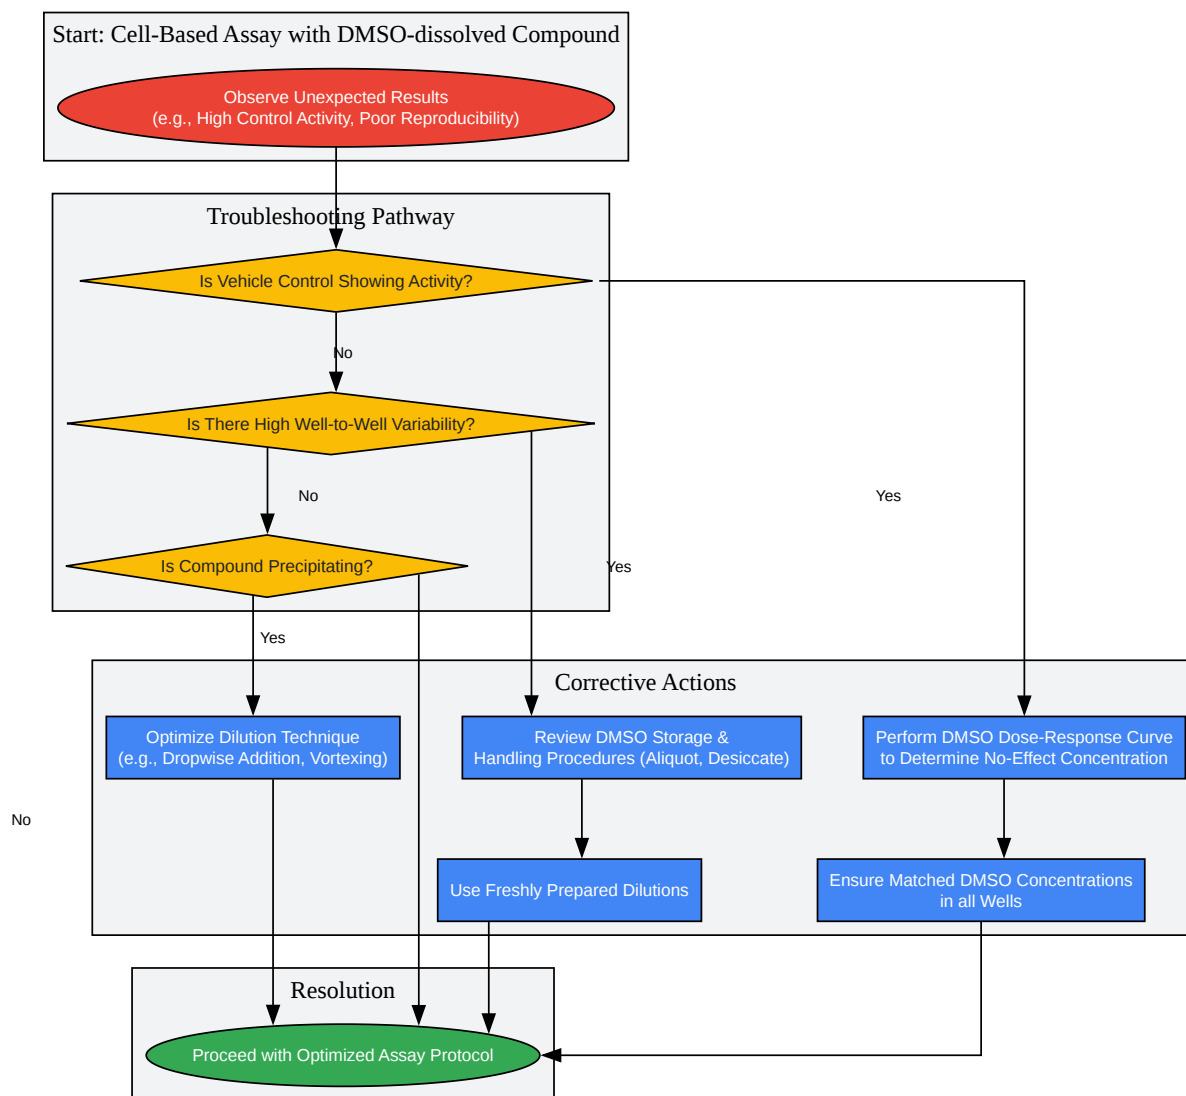 Start: Cell-Based Assay with DMSO-dissolved Compound
Observe Unexpected Results
(e.g., High Control Activity, Poor Reproducibility)
Troubleshooting Pathway
Is Vehicle Control Showing Activity?
No
Is There High Well-to-Well Variability?
No
Yes
Is Compound Precipitating?
Yes
Yes
Corrective Actions
Optimize Dilution Technique
(e.g., Dropwise Addition, Vortexing)
Review DMSO Storage &
Handling Procedures (Aliquot, Desiccate)
Perform DMSO Dose-Response Curve
to Determine No-Effect Concentration
No
Use Freshly Prepared Dilutions
Ensure Matched DMSO Concentrations
in all Wells
Resolution
Proceed with Optimized Assay Protocol